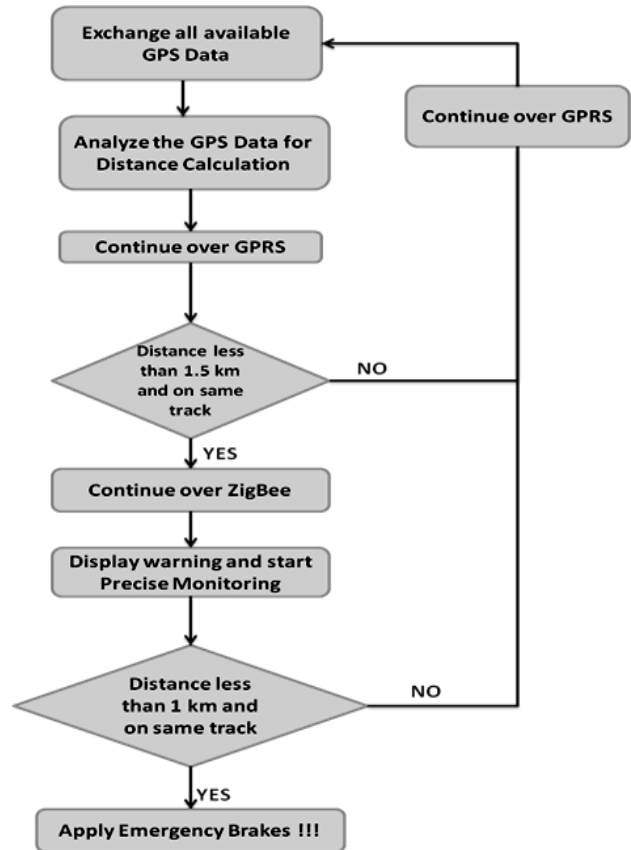 Exchange all available
GPS Data
Continue over GPRS
Analyze the GPS Data for
Distance Calculation
Continue over GPRS
Distance less
than 1.5 km
and on same
track
NO
YES
Continue over ZigBee
Display warning and start
Precise Monitoring
Distance less
than 1 km and
on same track
NO
YES
Apply Emergency Brakes !!!